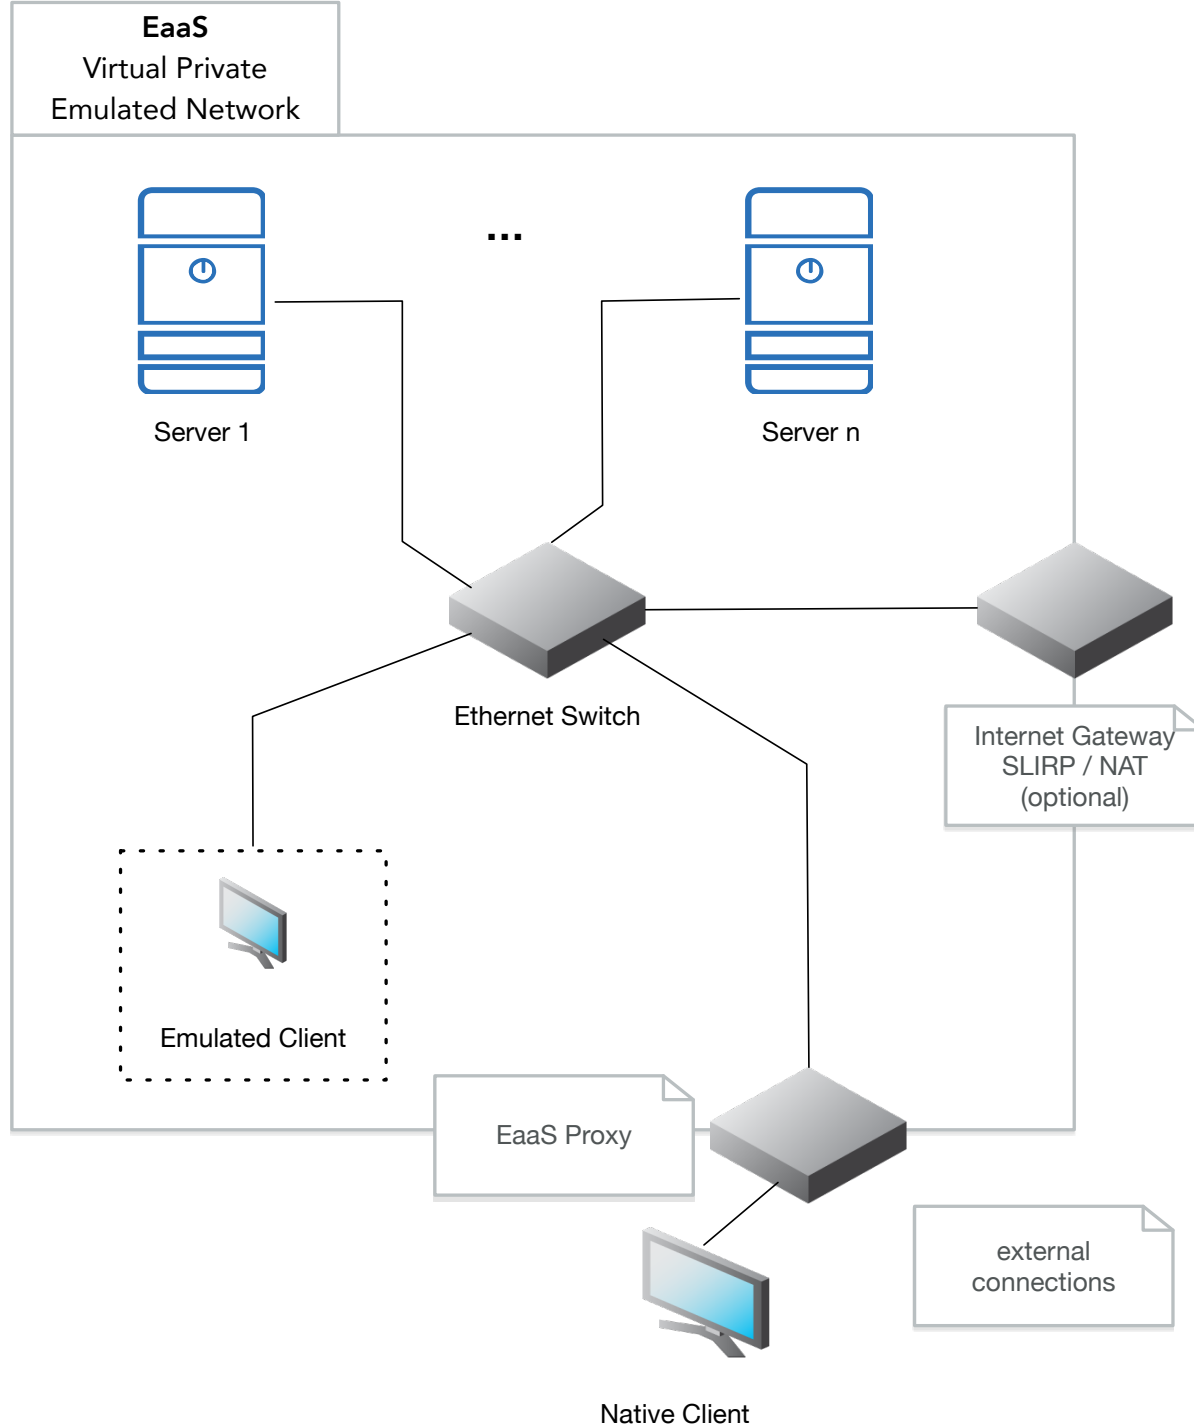 EaaS
Virtual Private
Emulated Network
...
Server 1
Server n
Ethernet Switch
Internet Gateway
SLIRP / NAT
(optional)
Emulated Client
EaaS Proxy
external
connections
Native Client